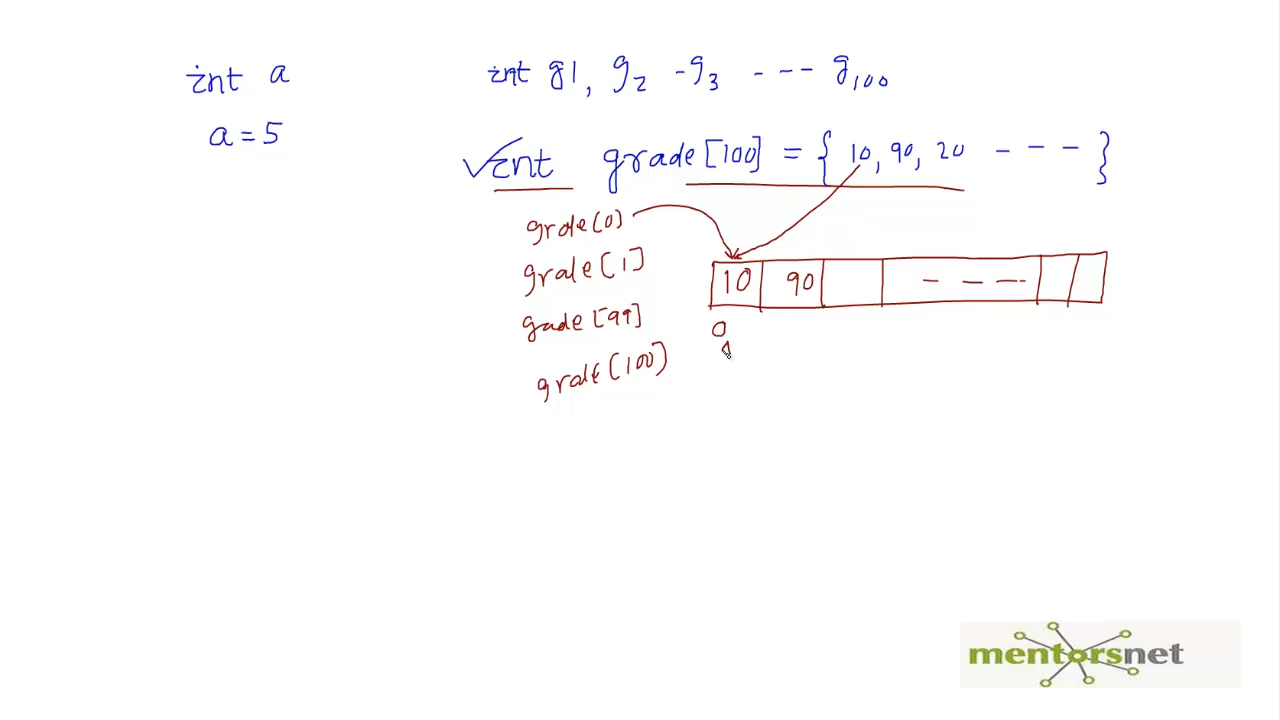 int a
int g1, g2 - g3 - --- g100
a = 5
int grade[100] = { 10, 90, 20 - - - }
grade[0]
grade[1]
gade[99]
grade[100]
10 90 - - --
0
mentorsnet